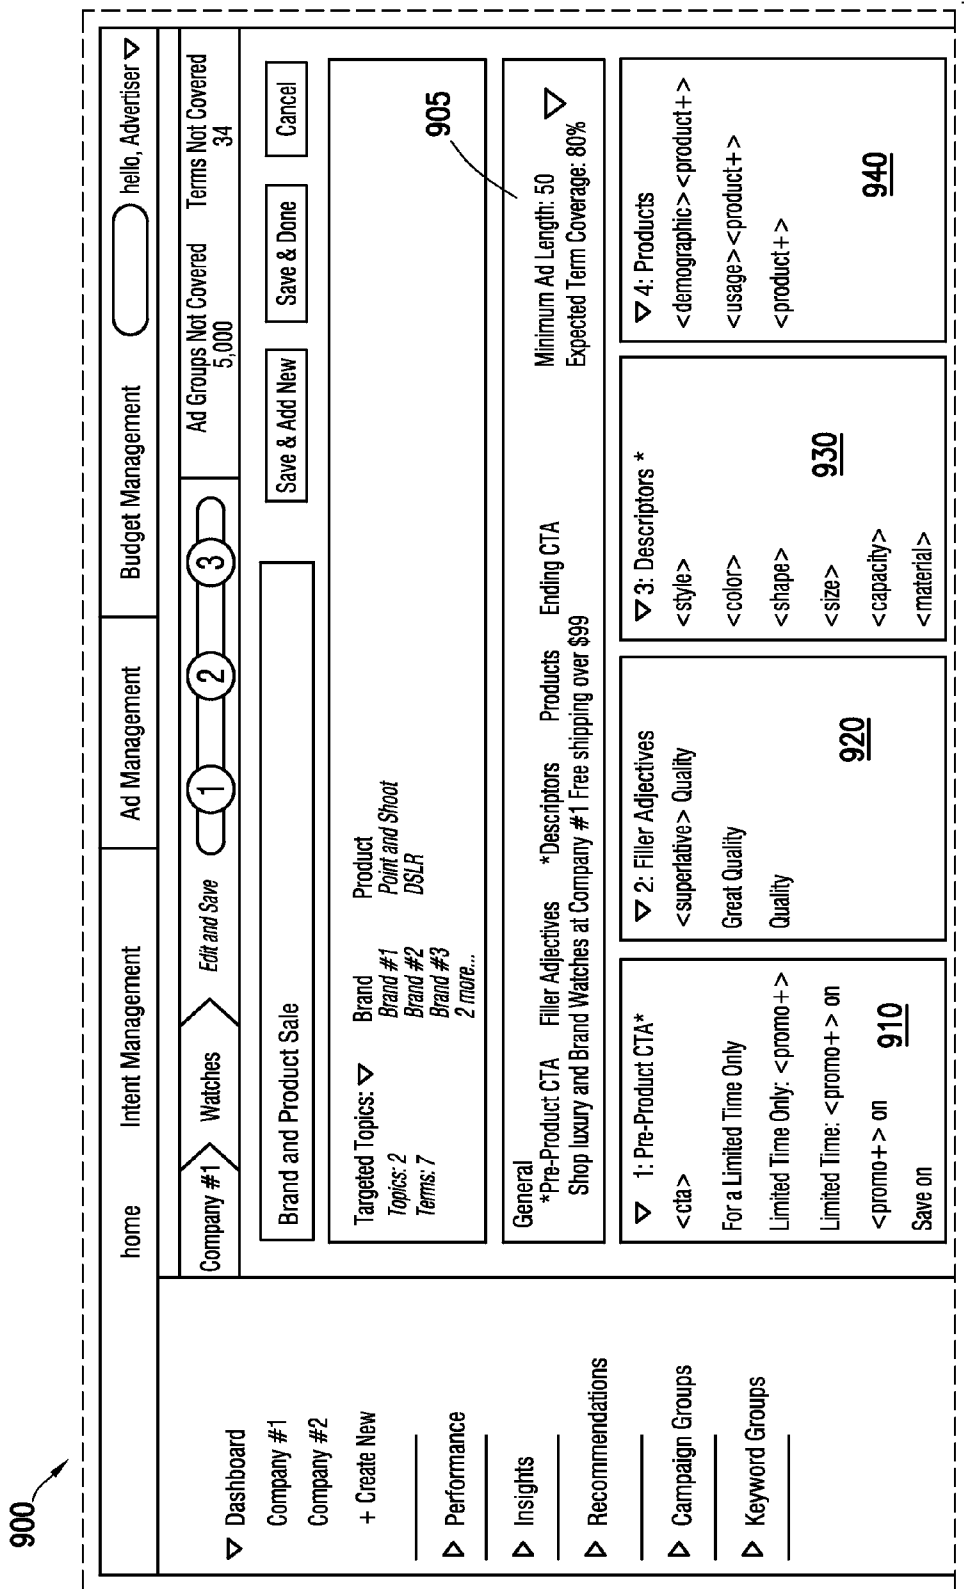 900
home Intent Management Ad Management Budget Management hello, Advertiser
Company #1 Watches Edit and Save 1 2 3 Ad Groups Not Covered Terms Not Covered
5,000 34
Brand and Product Sale Save & Add New Save & Done Cancel
Dashboard
Company #1
Company #2
+ Create New
Performance
Insights
Recommendations
Campaign Groups
Keyword Groups
Targeted Topics: Brand Product
Topics: 2 Brand #1 Point and Shoot
Terms: 7 Brand #2 DSLR
Brand #3
2 more...
905
General
*Pre-Product CTA Filler Adjectives *Descriptors Products Ending CTA Minimum Ad Length: 50
Shop luxury and Brand Watches at Company #1 Free shipping over $99 Expected Term Coverage: 80%
1: Pre-Product CTA*
<cta>
For a Limited Time Only
Limited Time Only: <promo+>
Limited Time: <promo+> on
<promo+> on
Save on
910
2: Filler Adjectives
<superlative> Quality
Great Quality
Quality
920
3: Descriptors *
<style>
<color>
<shape>
<size>
<capacity>
<material>
930
4: Products
<demographic><product+>
<usage><product+>
<product+>
940